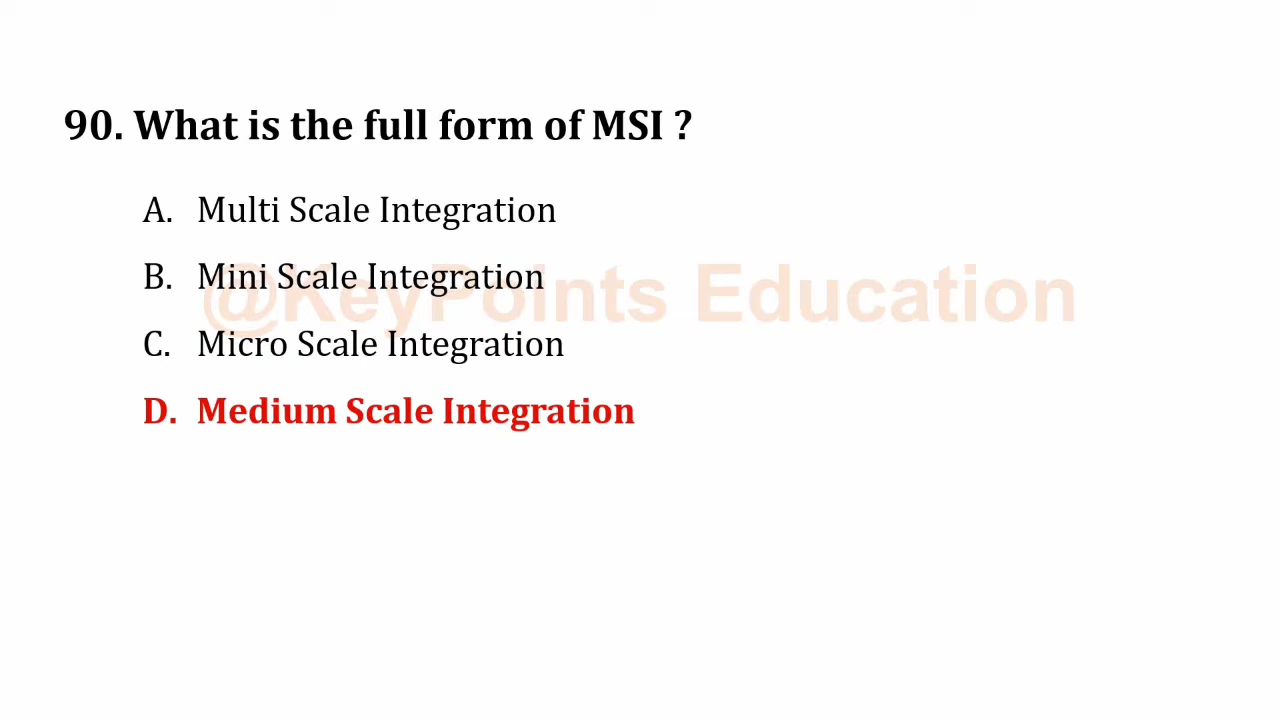 90. What is the full form of MSI ?
A. Multi Scale Integration
B. Mini Scale Integration
@KeyPoints Education
C. Micro Scale Integration
D. Medium Scale Integration